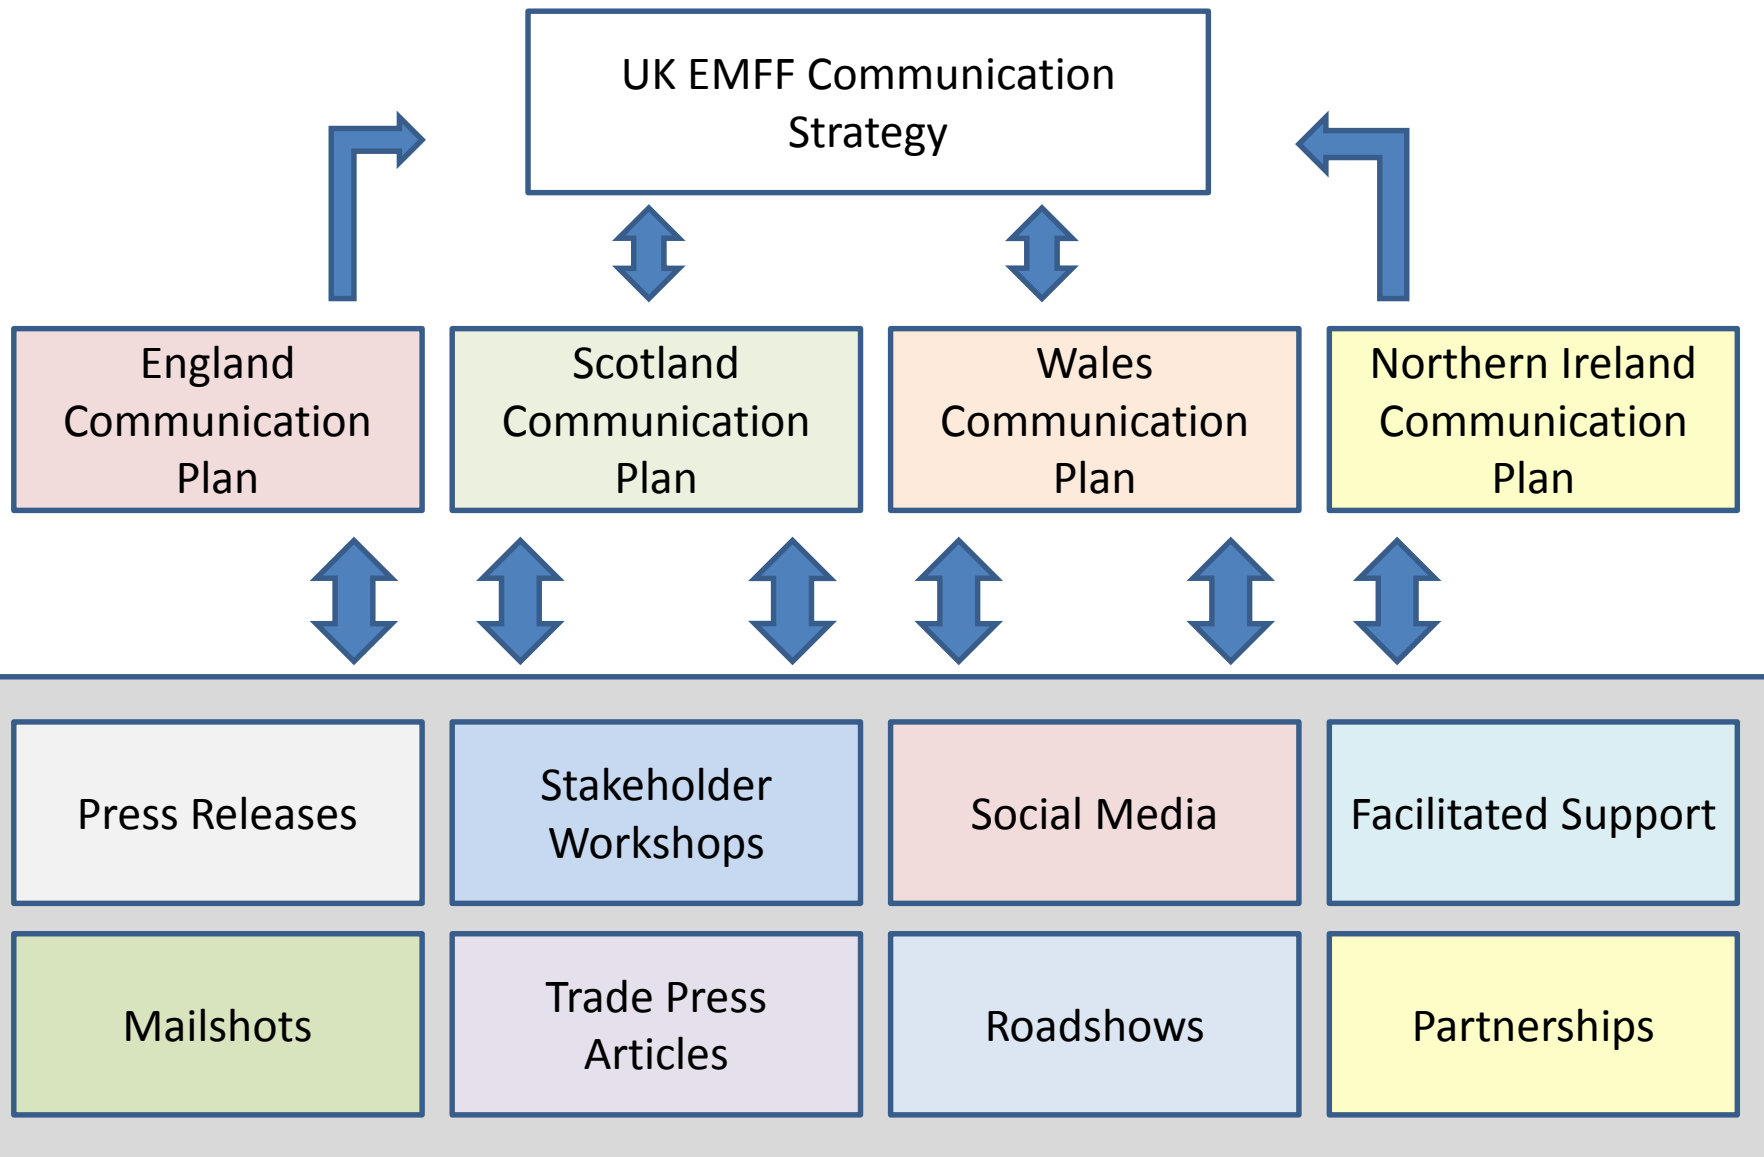 UK EMFF Communication
Strategy
England
Communication
Plan
Scotland
Communication
Plan
Wales
Communication
Plan
Northern Ireland
Communication
Plan
Press Releases
Stakeholder
Workshops
Social Media
Facilitated Support
Mailshots
Trade Press
Articles
Roadshows
Partnerships